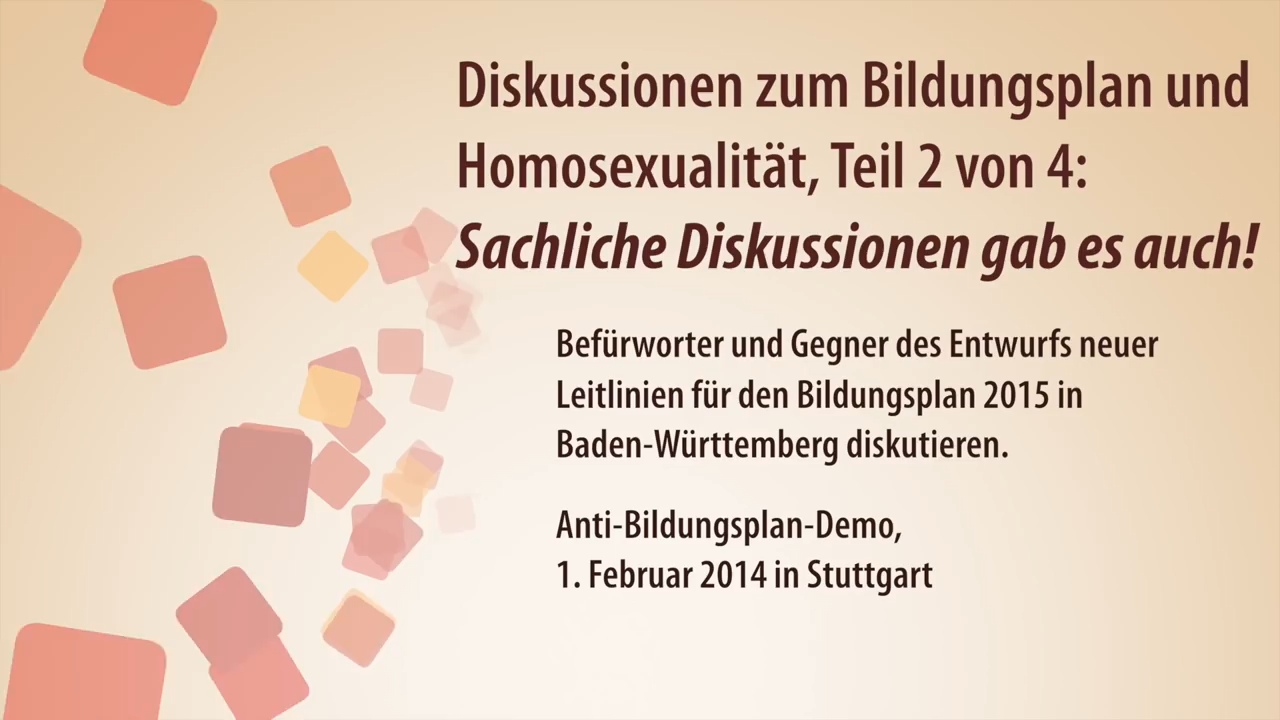 Diskussionen zum Bildungsplan und
Homosexualität, Teil 2 von 4:
Sachliche Diskussionen gab es auch!
Befürworter und Gegner des Entwurfs neuer
Leitlinien für den Bildungsplan 2015 in
Baden-Württemberg diskutieren.
Anti-Bildungsplan-Demo,
1. Februar 2014 in Stuttgart